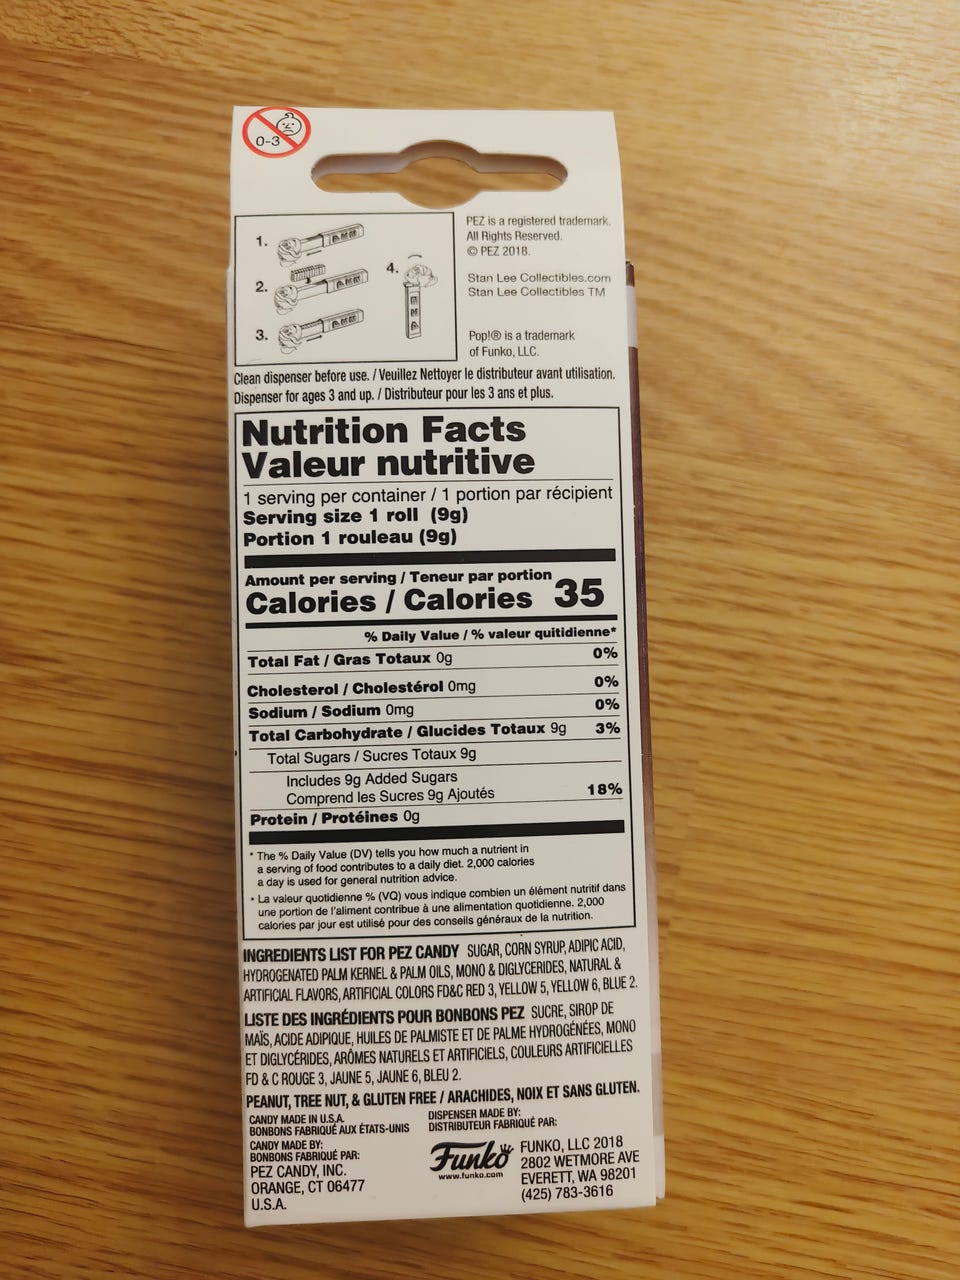 0-3
1.
2.
3.
4.
PEZ is a registered trademark.
All Rights Reserved.
© PEZ 2018.
Stan Lee Collectibles.com
Stan Lee Collectibles TM
Pop!® is a trademark
of Funko, LLC.
Clean dispenser before use. / Veuillez Nettoyer le distributeur avant utilisation.
Dispenser for ages 3 and up. / Distributeur pour les 3 ans et plus.
Nutrition Facts
Valeur nutritive
1 serving per container / 1 portion par récipient
Serving size 1 roll (9g)
Portion 1 rouleau (9g)
Amount per serving / Teneur par portion
Calories / Calories 35
% Daily Value / % valeur quitidienne*
Total Fat / Gras Totaux 0g 0%
Cholesterol / Cholestérol 0mg 0%
Sodium / Sodium 0mg 0%
Total Carbohydrate / Glucides Totaux 9g 3%
Total Sugars / Sucres Totaux 9g
Includes 9g Added Sugars
Comprend les Sucres 9g Ajoutés 18%
Protein / Protéines 0g
* The % Daily Value (DV) tells you how much a nutrient in
a serving of food contributes to a daily diet. 2,000 calories
a day is used for general nutrition advice.
* La valeur quotidienne % (VQ) vous indique combien un élément nutritif dans
une portion de l'aliment contribue à une alimentation quotidienne. 2,000
calories par jour est utilisé pour des conseils généraux de la nutrition.
INGREDIENTS LIST FOR PEZ CANDY SUGAR, CORN SYRUP, ADIPIC ACID,
HYDROGENATED PALM KERNEL & PALM OILS, MONO & DIGLYCERIDES, NATURAL &
ARTIFICIAL FLAVORS, ARTIFICIAL COLORS FD&C RED 3, YELLOW 5, YELLOW 6, BLUE 2.
LISTE DES INGRÉDIENTS POUR BONBONS PEZ SUCRE, SIROP DE
MAÏS, ACIDE ADIPIQUE, HUILES DE PALMISTE ET DE PALME HYDROGÉNÉES, MONO
ET DIGLYCÉRIDES, ARÔMES NATURELS ET ARTIFICIELS, COULEURS ARTIFICIELLES
FD & C ROUGE 3, JAUNE 5, JAUNE 6, BLEU 2.
PEANUT, TREE NUT, & GLUTEN FREE / ARACHIDES, NOIX ET SANS GLUTEN.
CANDY MADE IN U.S.A.
BONBONS FABRIQUÉ AUX ÉTATS-UNIS
CANDY MADE BY:
BONBONS FABRIQUÉ PAR:
PEZ CANDY, INC.
ORANGE, CT 06477
U.S.A.
DISPENSER MADE BY:
DISTRIBUTEUR FABRIQUÉ PAR:
Funko
www.funko.com
FUNKO, LLC 2018
2802 WETMORE AVE
EVERETT, WA 98201
(425) 783-3616